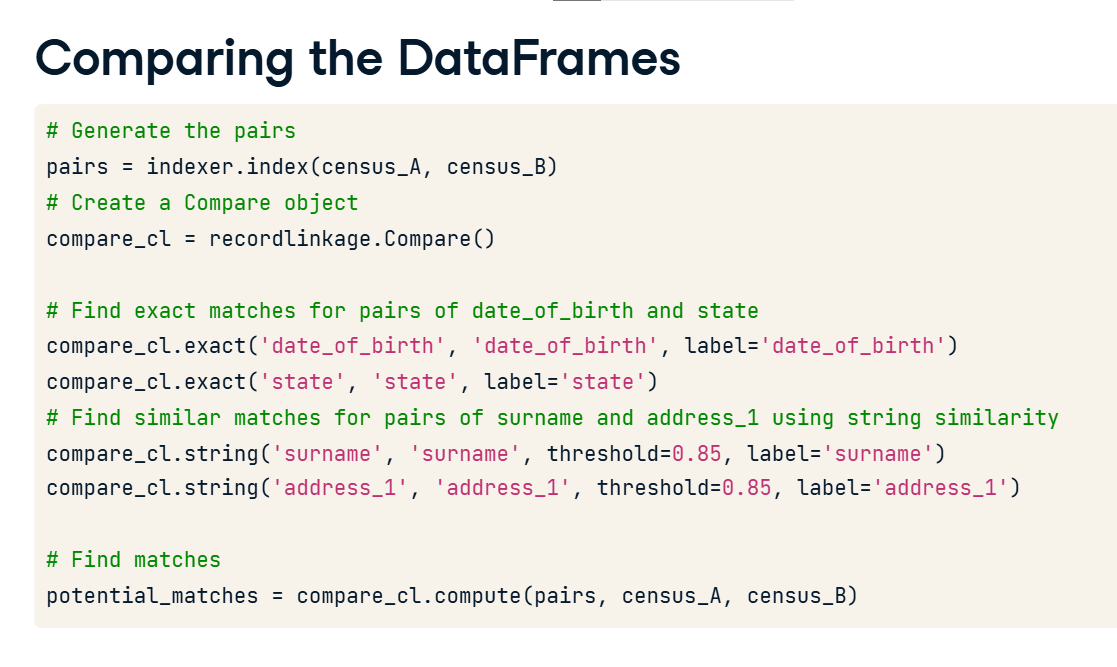 Comparing the DataFrames
# Generate the pairs
pairs = indexer.index(census_A, census_B)
# Create a Compare object
compare_cl = recordlinkage.Compare()
# Find exact matches for pairs of date_of_birth and state
compare_cl.exact('date_of_birth', 'date_of_birth', label='date_of_birth')
compare_cl.exact('state', 'state', label='state')
# Find similar matches for pairs of surname and address_1 using string similarity
compare_cl.string('surname', 'surname', threshold=0.85, label='surname')
compare_cl.string('address_1', 'address_1', threshold=0.85, label='address_1')
# Find matches
potential_matches = compare_cl.compute(pairs, census_A, census_B)